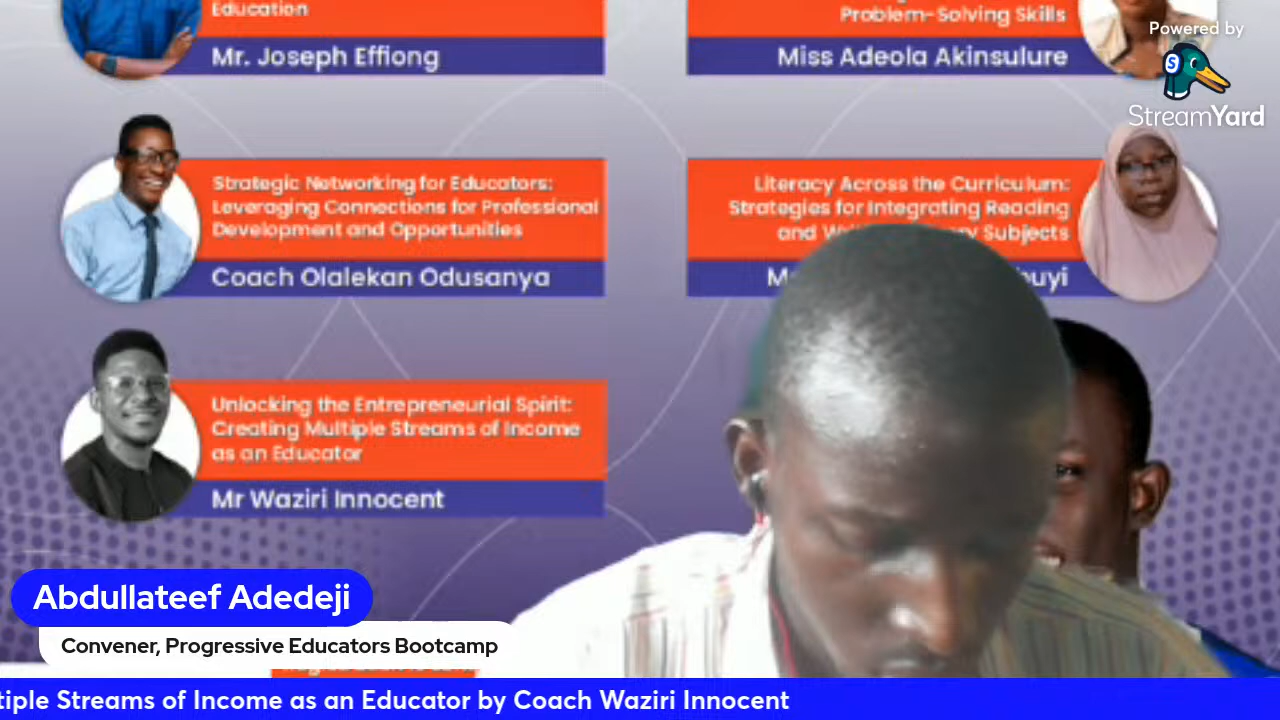 Education
Mr. Joseph Effiong
Problem-Solving Skills
Miss Adeola Akinsulure
Powered by
StreamYard
Strategic Networking for Educators:
Leveraging Connections for Professional
Development and Opportunities
Coach Olalekan Odusanya
Literacy Across the Curriculum:
Strategies for Integrating Reading
and Subjects
Unlocking the Entrepreneurial Spirit:
Creating Multiple Streams of Income
as an Educator
Mr Waziri Innocent
Abdullateef Adedeji
Convener, Progressive Educators Bootcamp
tiple Streams of Income as an Educator by Coach Waziri Innocent